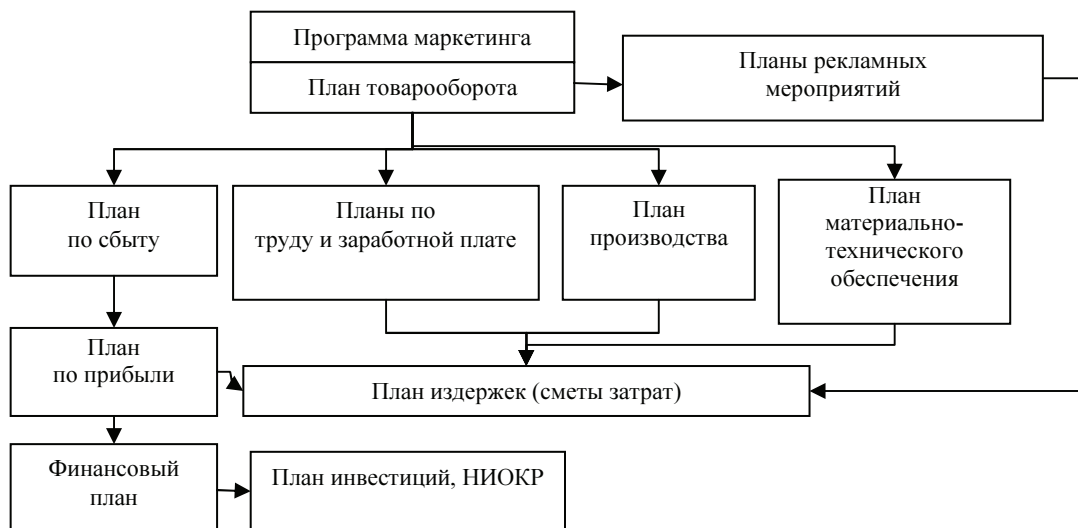 Программа маркетинга
План товарооборота
Планы рекламных
мероприятий
План
по сбыту
Планы по
труду и заработной плате
План
производства
План
материально-
технического
обеспечения
План
по прибыли
План издержек (сметы затрат)
Финансовый
план
План инвестиций, НИОКР